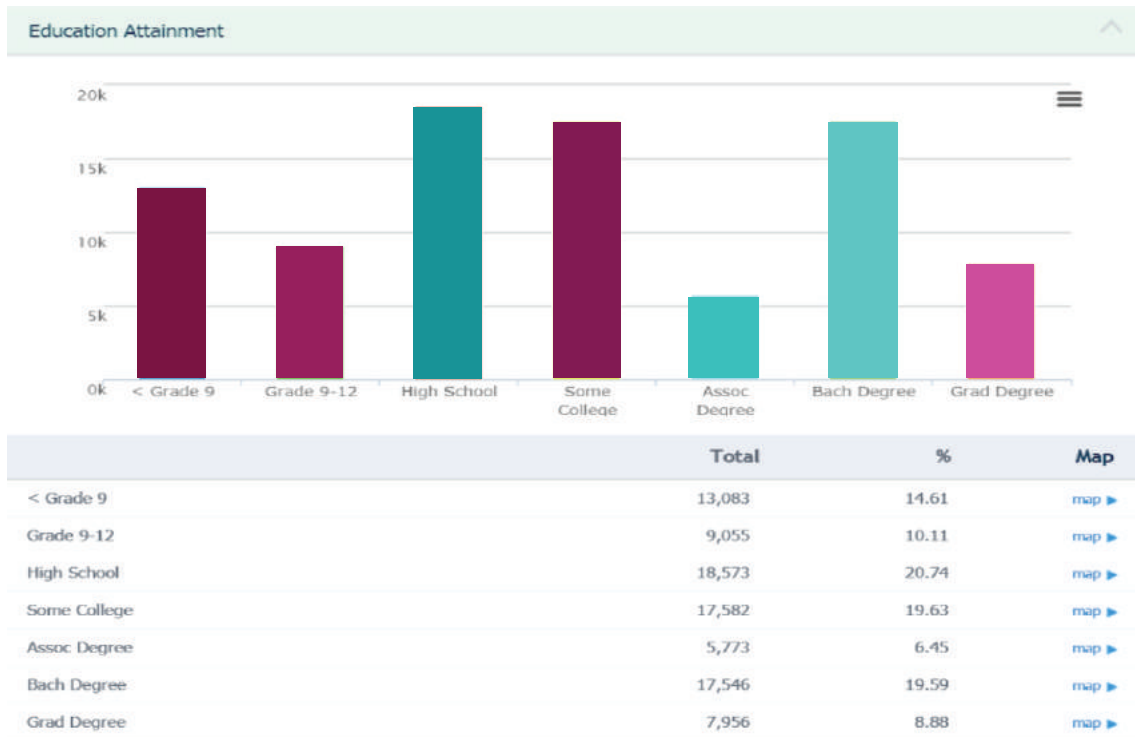 Education Attainment
20k
15k
10k
5k
0k
< Grade 9
Grade 9-12
High School
Some
College
Assoc
Degree
Bach Degree
Grad Degree
Total % Map
< Grade 9 13,083 14.61 map ▶
Grade 9-12 9,055 10.11 map ▶
High School 18,573 20.74 map ▶
Some College 17,582 19.63 map ▶
Assoc Degree 5,773 6.45 map ▶
Bach Degree 17,546 19.59 map ▶
Grad Degree 7,956 8.88 map ▶